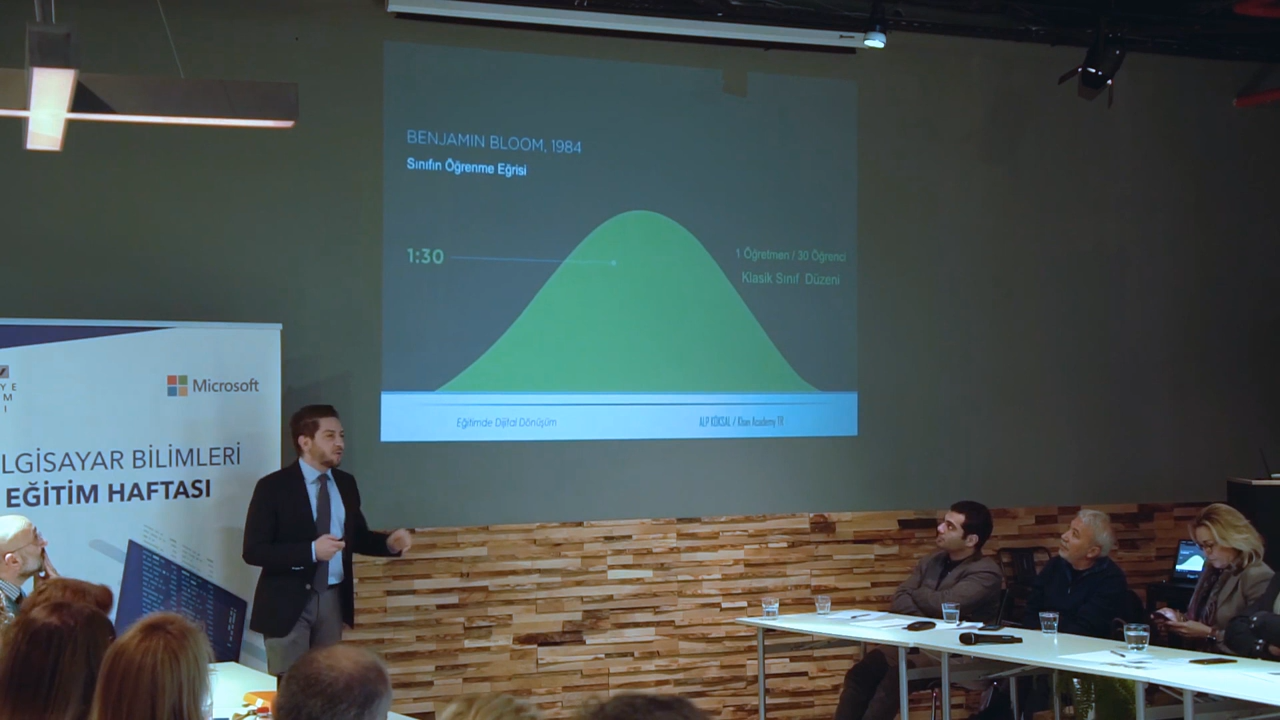 BENJAMIN BLOOM, 1984
Sınıfın Öğrenme Eğrisi
1:30
1 Öğretmen / 30 Öğrenci
Klasik Sınıf Düzeni
Eğitimde Dijital Dönüşüm
ALP KÖKSAL / Khan Academy TR
Microsoft
LGİSAYAR BİLİMLERİ
EĞİTİM HAFTASI